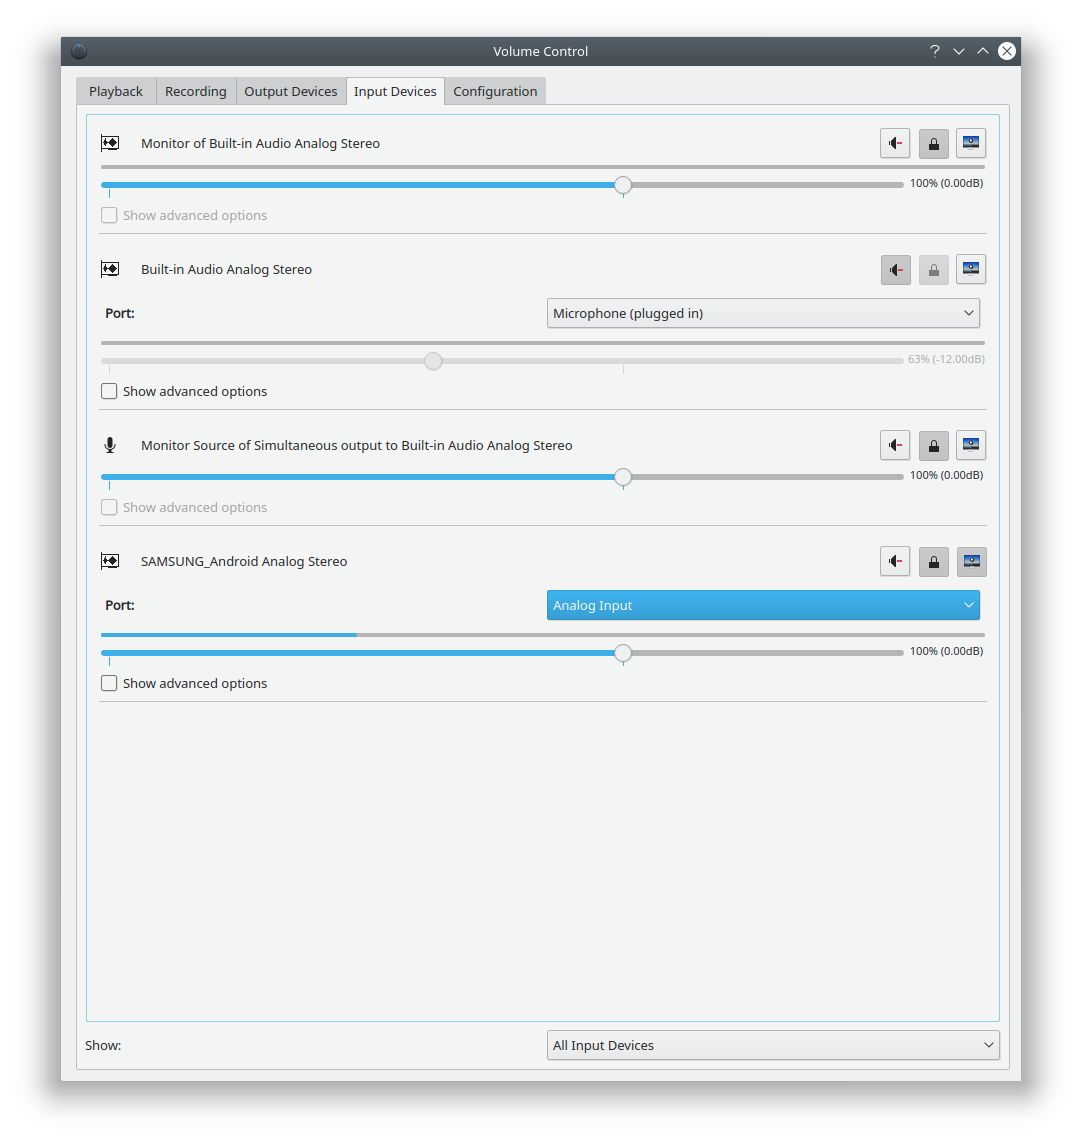 Volume Control
Playback Recording Output Devices Input Devices Configuration
Monitor of Built-in Audio Analog Stereo
100% (0.00dB)
Show advanced options
Built-in Audio Analog Stereo
Port: Microphone (plugged in)
63% (-12.00dB)
Show advanced options
Monitor Source of Simultaneous output to Built-in Audio Analog Stereo
100% (0.00dB)
Show advanced options
SAMSUNG_Android Analog Stereo
Port: Analog Input
100% (0.00dB)
Show advanced options
Show: All Input Devices